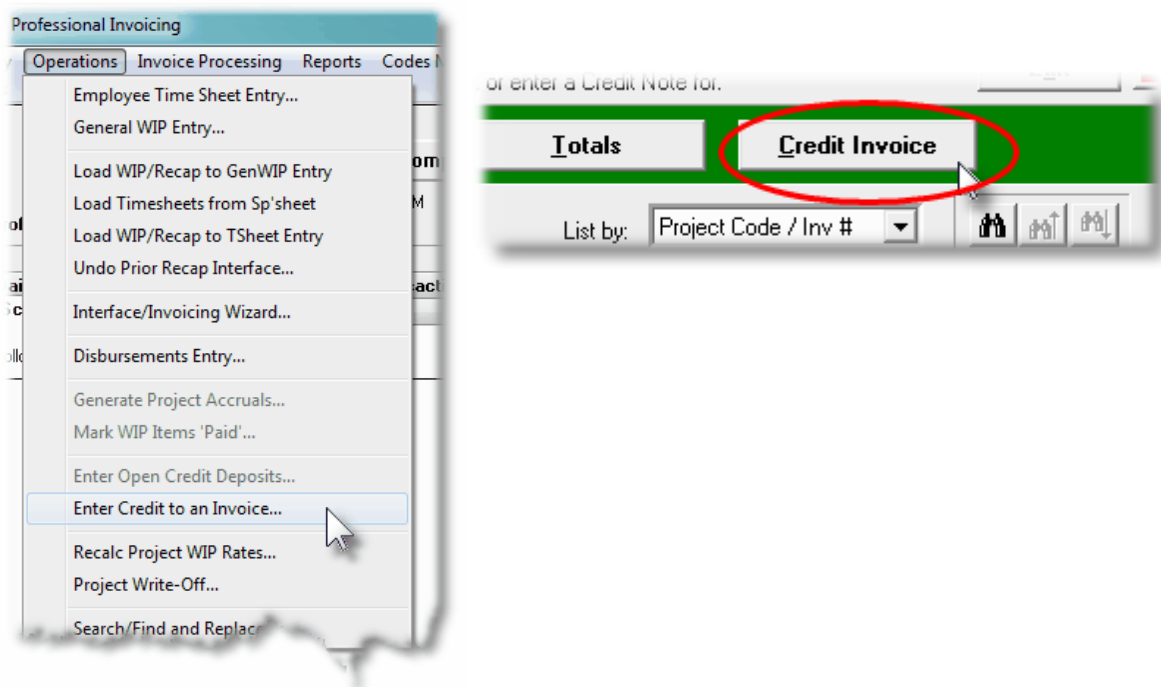 Professional Invoicing
Operations Invoice Processing Reports Codes
Employee Time Sheet Entry...
General WIP Entry...
Load WIP/Recap to GenWIP Entry
Load Timesheets from Sp'sheet
Load WIP/Recap to TSheet Entry
Undo Prior Recap Interface...
Interface/Invoicing Wizard...
Disbursements Entry...
Generate Project Accruals...
Mark WIP Items 'Paid'...
Enter Open Credit Deposits...
Enter Credit to an Invoice...
Recalc Project WIP Rates...
Project Write-Off...
Search/Find and Replace
or enter a Credit Note for.
Totals Credit Invoice
List by: Project Code / Inv #